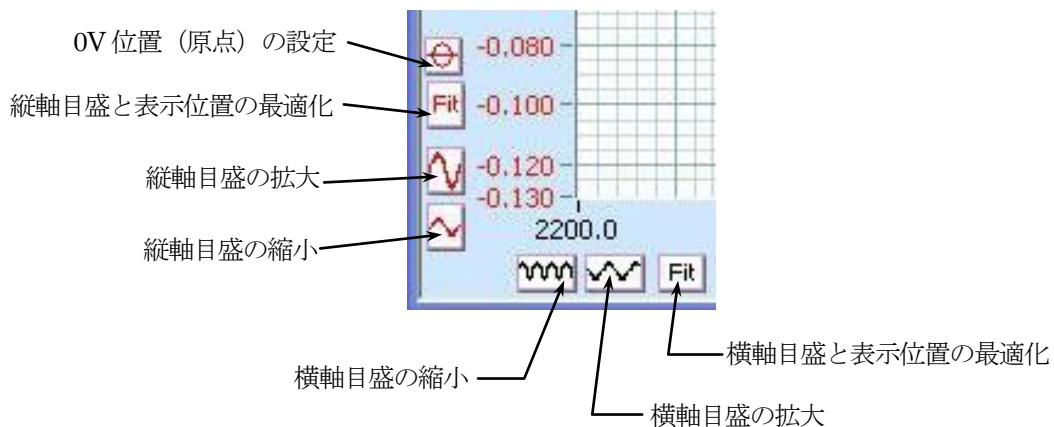 0V 位置（原点）の設定
-0.080
縦軸目盛と表示位置の最適化
Fit
-0.100
縦軸目盛の拡大
-0.120
-0.130
縦軸目盛の縮小
2200.0
Fit
横軸目盛と表示位置の最適化
横軸目盛の縮小
横軸目盛の拡大